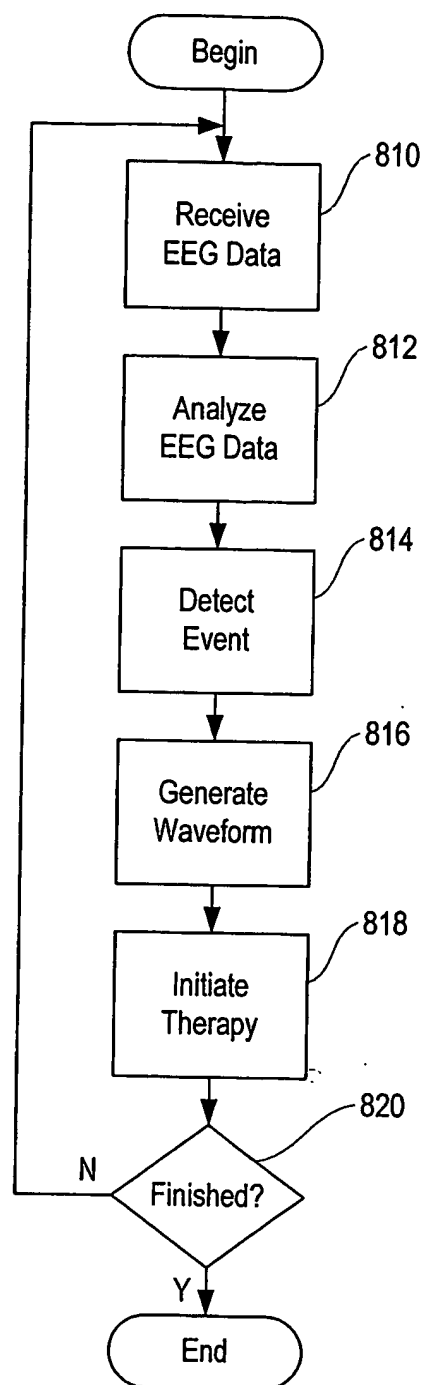 Begin
810
Receive
EEG Data
812
Analyze
EEG Data
814
Detect
Event
816
Generate
Waveform
818
Initiate
Therapy
820
N
Finished?
Y
End